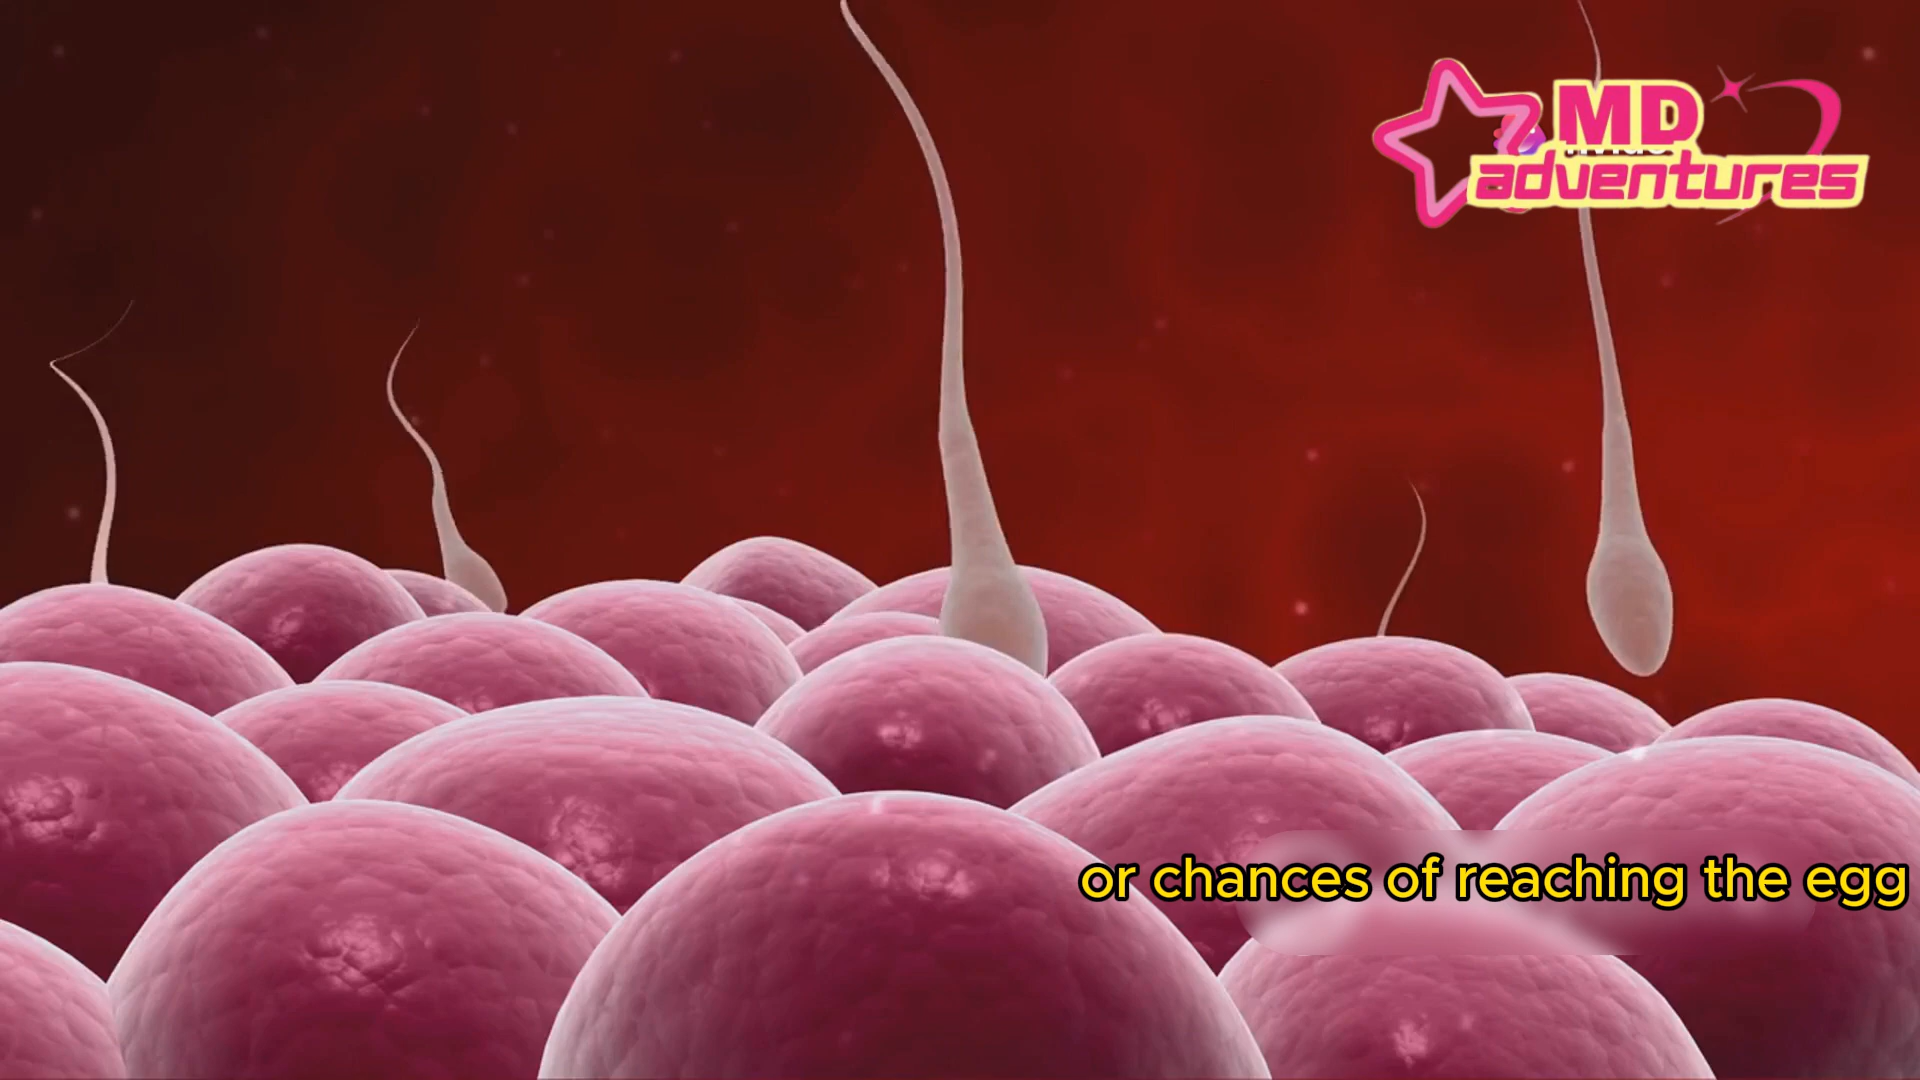 MD
adventures
or chances of reaching the egg